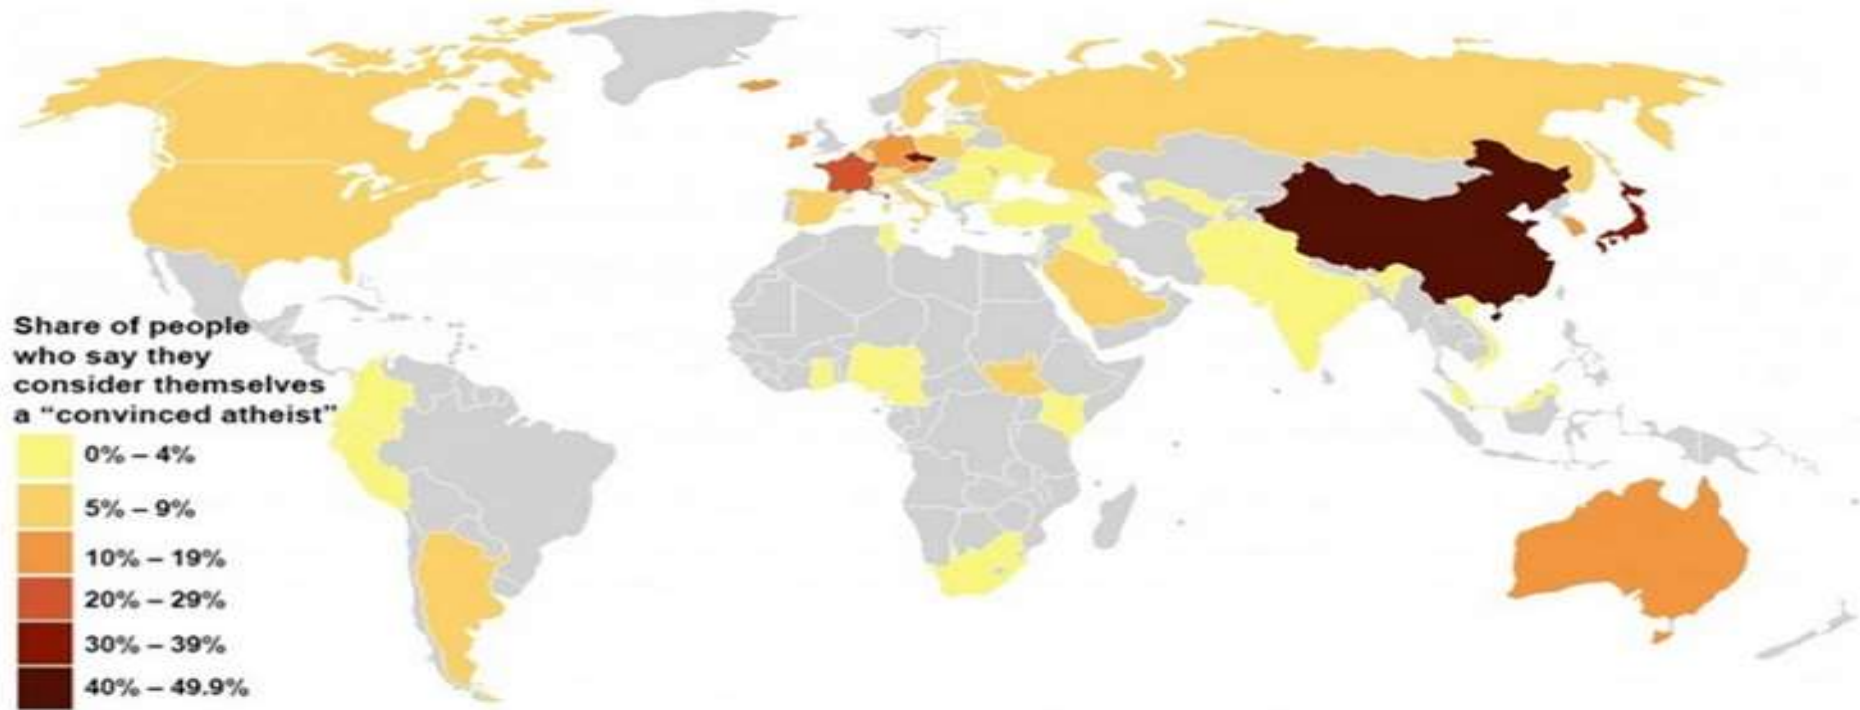 Share of people
who say they
consider themselves
a “convinced atheist”
0% – 4%
5% – 9%
10% – 19%
20% – 29%
30% – 39%
40% – 49.9%